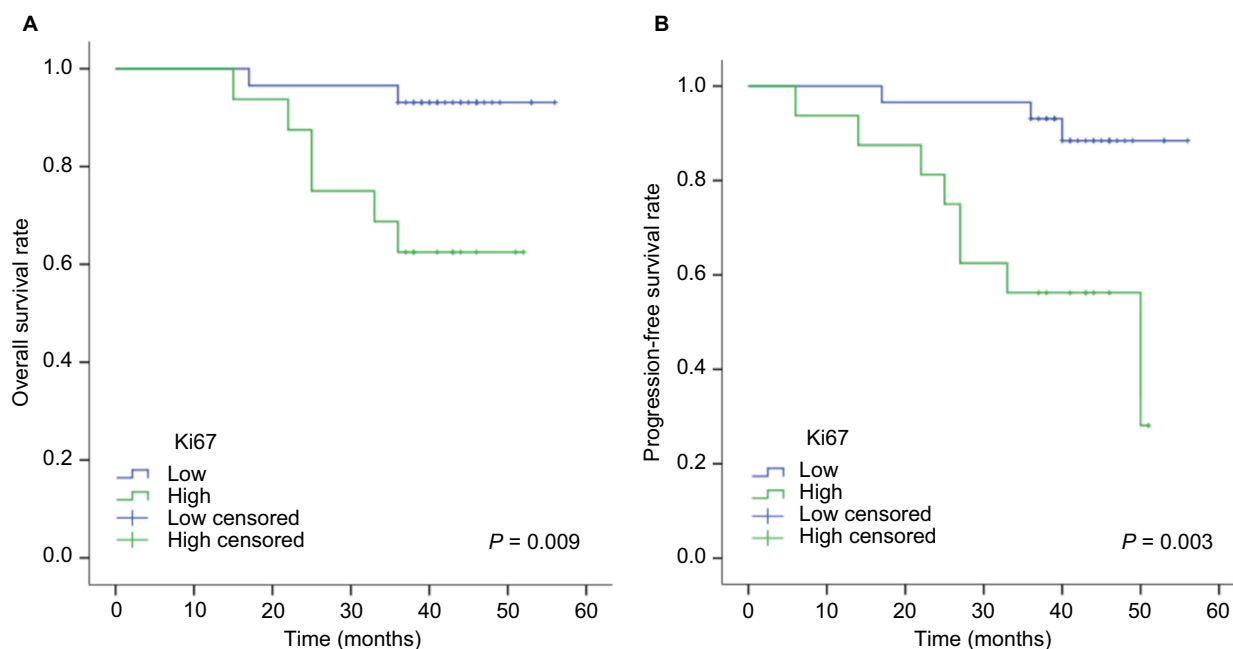 A
Overall survival rate
1.0
0.8
0.6
0.4
0.2
0.0
Ki67
Low
High
Low censored
High censored
P = 0.009
0 10 20 30 40 50 60
Time (months)
B
Progression-free survival rate
1.0
0.8
0.6
0.4
0.2
0.0
Ki67
Low
High
Low censored
High censored
P = 0.003
0 10 20 30 40 50 60
Time (months)